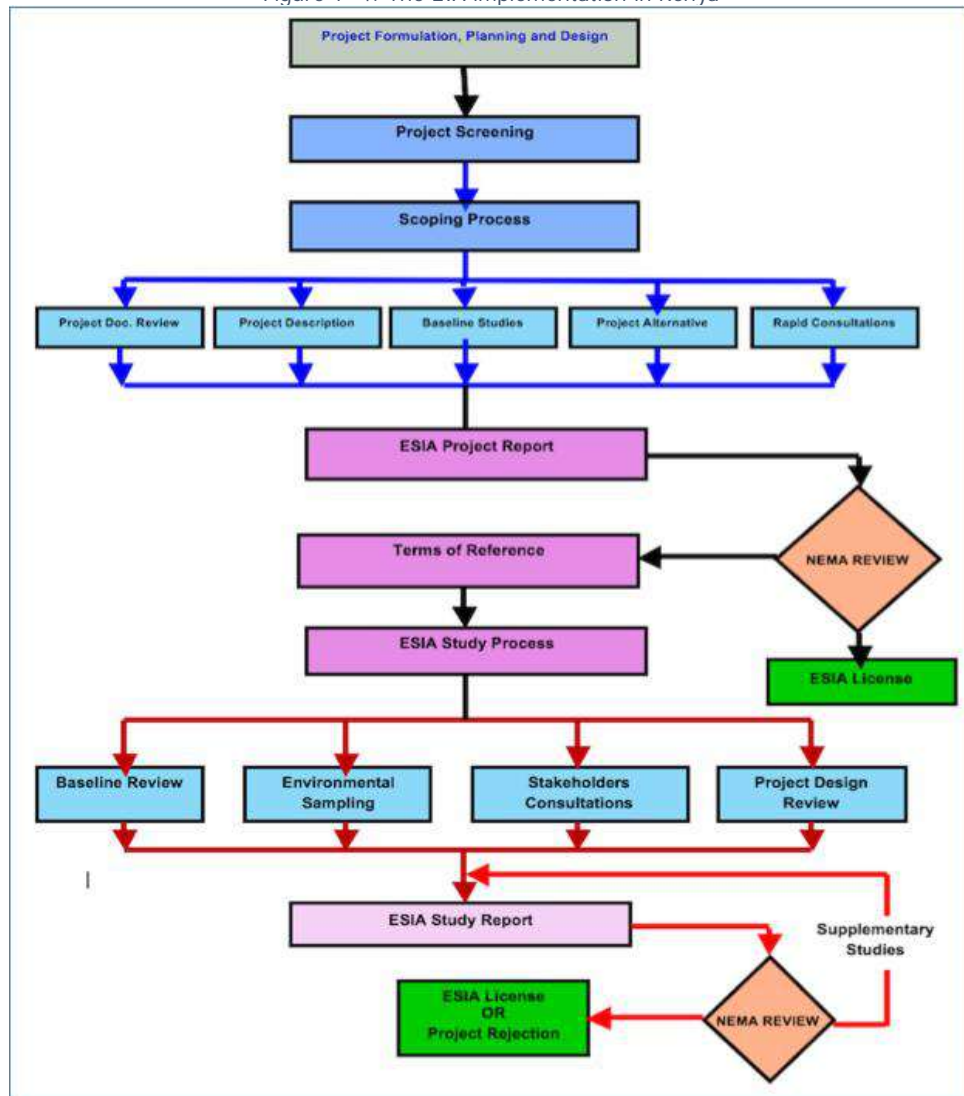 Project Formulation, Planning and Design
Project Screening
Scoping Process
Project Doc. Review
Project Description
Baseline Studies
Project Alternative
Rapid Consultations
ESIA Project Report
NEMA REVIEW
Terms of Reference
ESIA Study Process
ESIA License
Baseline Review
Environmental
Sampling
Stakeholders
Consultations
Project Design
Review
ESIA Study Report
Supplementary
Studies
ESIA License
OR
Project Rejection
NEMA REVIEW